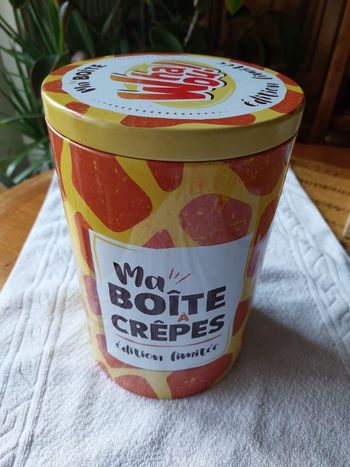 Ma BOÎTE
Whaou!
Édition
Ma
BOÎTE
À
CRÊPES
édition limitée